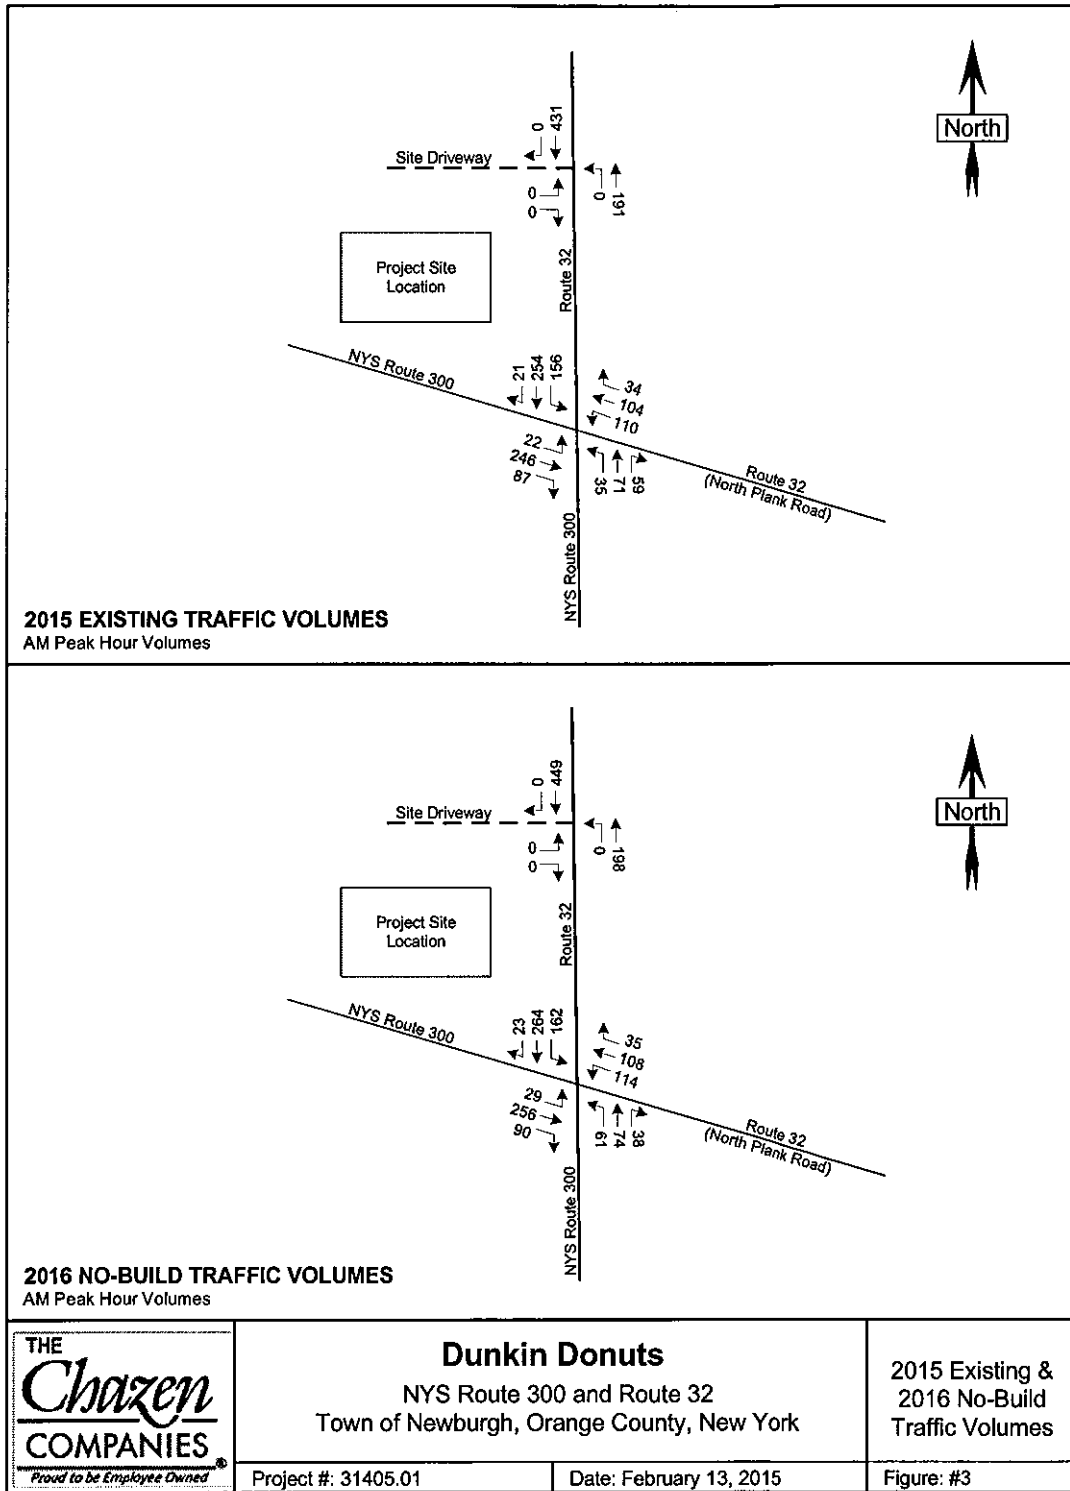 0
431
Site Driveway
North
0
0
0
191
Project Site
Location
Route 32
NYS Route 300
21
254
156
34
104
110
22
246
87
35
71
59
Route 32
(North Plank Road)
NYS Route 300
2015 EXISTING TRAFFIC VOLUMES
AM Peak Hour Volumes
0
449
Site Driveway
North
0
0
0
198
Project Site
Location
Route 32
NYS Route 300
23
264
162
35
108
114
29
256
90
61
74
38
Route 32
(North Plank Road)
NYS Route 300
2016 NO-BUILD TRAFFIC VOLUMES
AM Peak Hour Volumes
THE
Chazen
COMPANIES®
Proud to be Employee Owned
Dunkin Donuts
NYS Route 300 and Route 32
Town of Newburgh, Orange County, New York
2015 Existing &
2016 No-Build
Traffic Volumes
Project #: 31405.01
Date: February 13, 2015
Figure: #3